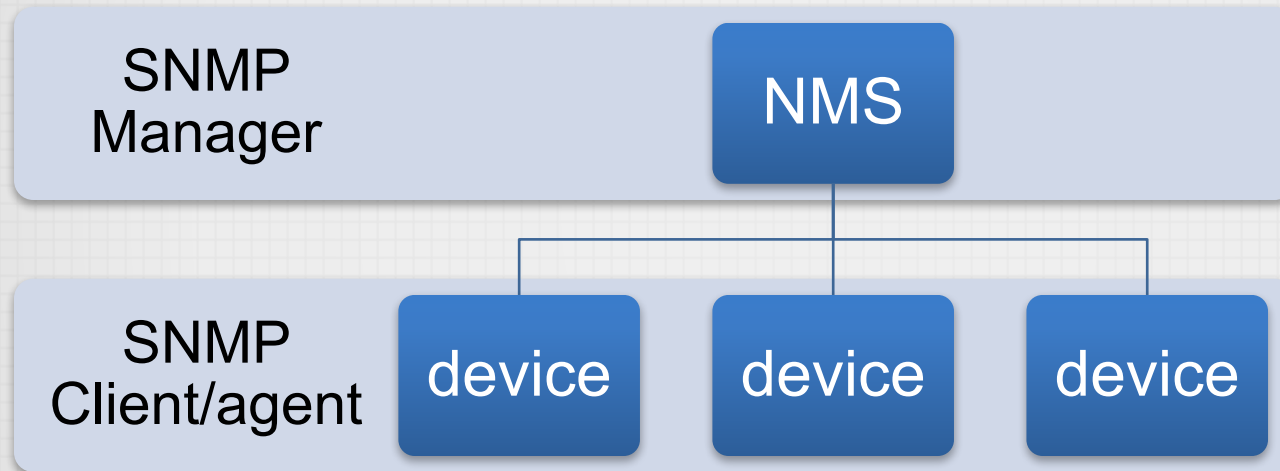 SNMP
Manager
NMS
SNMP
Client/agent
device
device
device